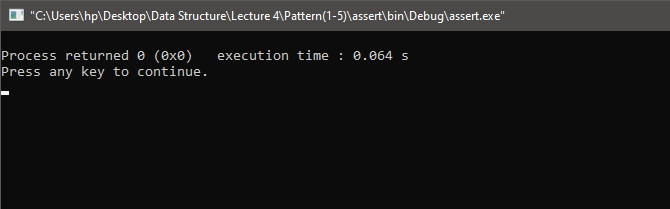 "C:\Users\hp\Desktop\Data Structure\Lecture 4\Pattern(1-5)\assert\bin\Debug\assert.exe"
Process returned 0 (0x0)   execution time : 0.064 s
Press any key to continue.